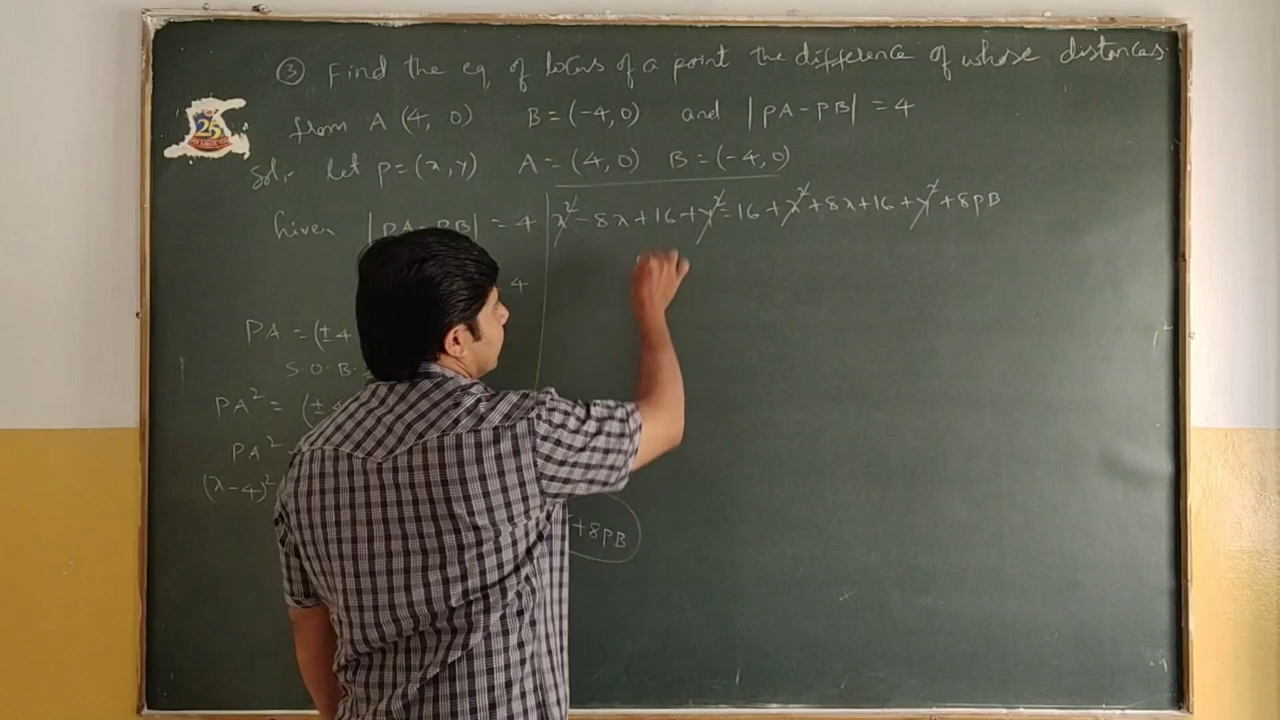 ③ Find the eq of locus of a point the difference of whose distances
from A (4, 0) B = (-4, 0) and |PA-PB| = 4
Sol:- let P = (x, y) A = (4, 0) B = (-4, 0)
Given |PA-PB| = 4
4
PA = (±4
S.O.B.
PA² = (±4
PA²
(x-4)²
+8PB
x² - 8x + 16 + y² = 16 + x² + 8x + 16 + y² + 8PB
25